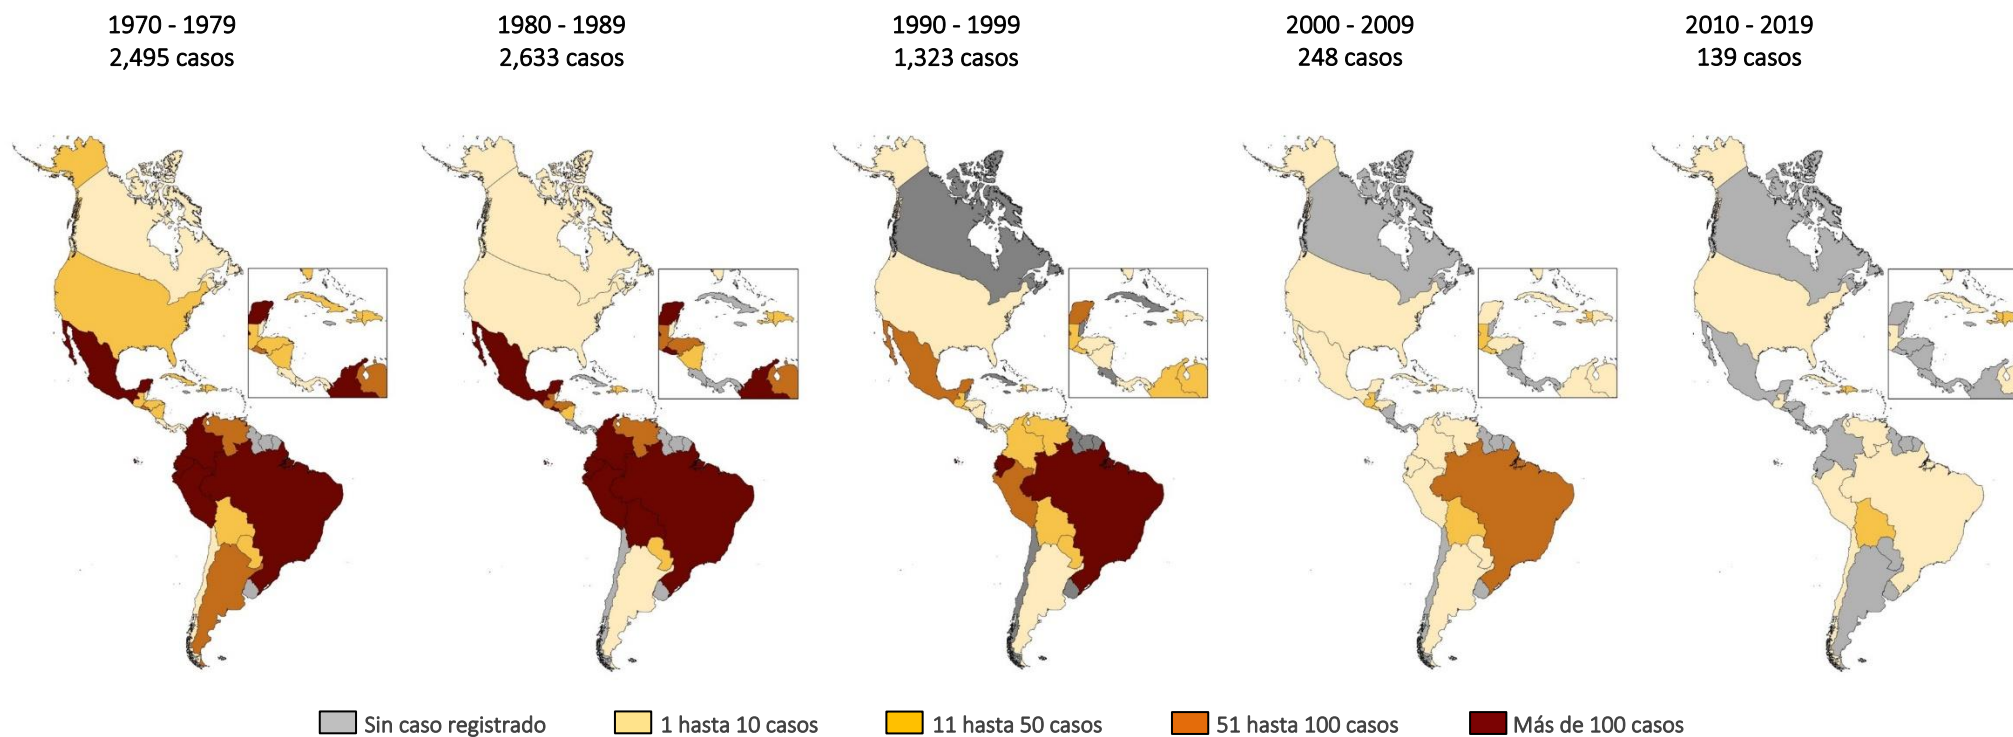 1970 - 1979
2,495 casos
1980 - 1989
2,633 casos
1990 - 1999
1,323 casos
2000 - 2009
248 casos
2010 - 2019
139 casos
Sin caso registrado
1 hasta 10 casos
11 hasta 50 casos
51 hasta 100 casos
Más de 100 casos